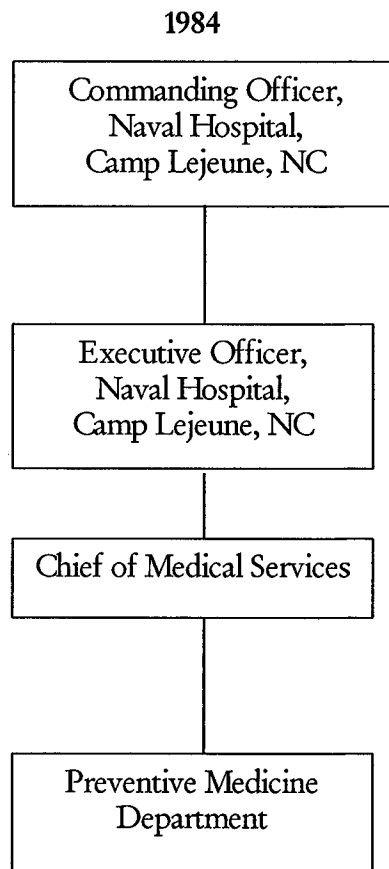 1984
Commanding Officer,
Naval Hospital,
Camp Lejeune, NC
Executive Officer,
Naval Hospital,
Camp Lejeune, NC
Chief of Medical Services
Preventive Medicine
Department